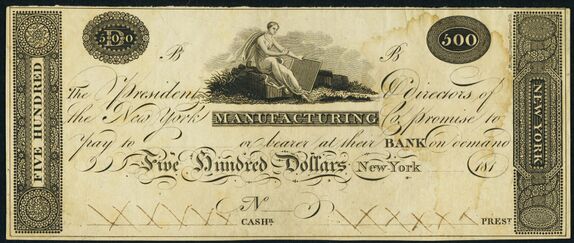 500 500
B B
The President & Directors of
the New York MANUFACTURING Co. promise to
pay to or bearer at their BANK on demand
Five Hundred Dollars New-York 181
No
CASHR. PREST.
FIVE HUNDRED
NEW-YORK